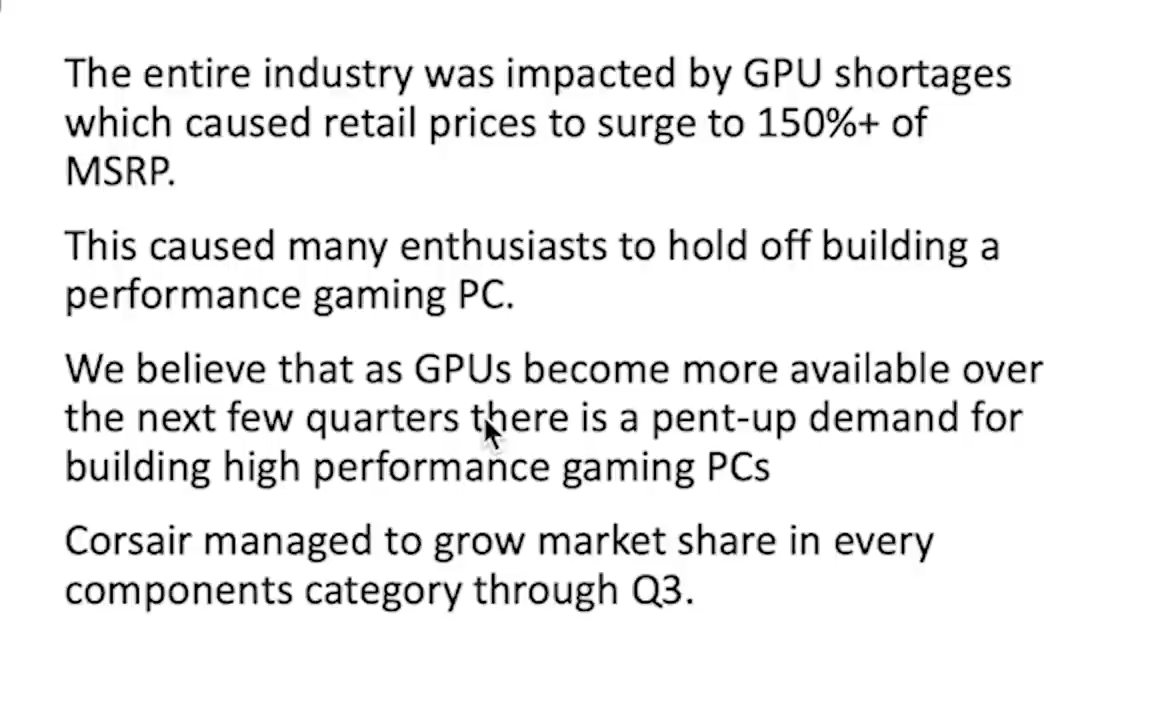 The entire industry was impacted by GPU shortages
which caused retail prices to surge to 150%+ of
MSRP.
This caused many enthusiasts to hold off building a
performance gaming PC.
We believe that as GPUs become more available over
the next few quarters there is a pent-up demand for
building high performance gaming PCs
Corsair managed to grow market share in every
components category through Q3.